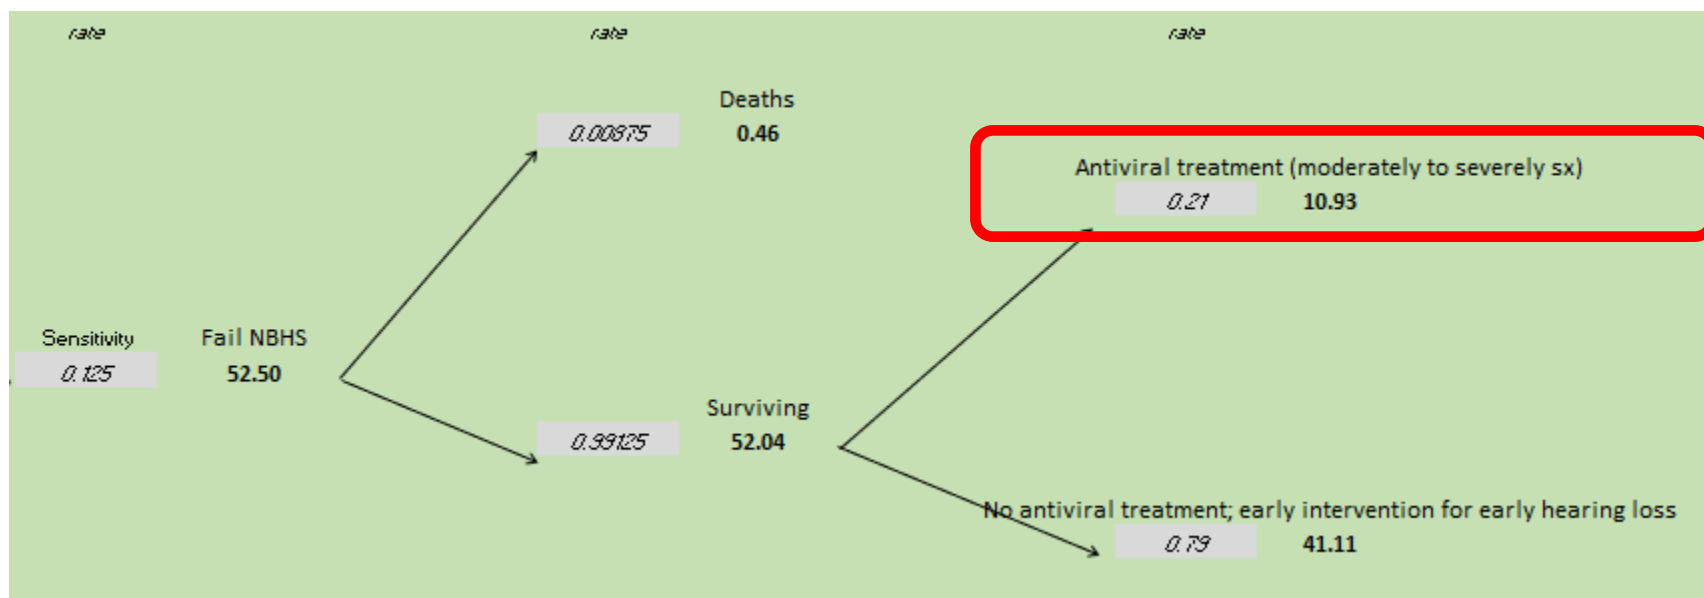 rate rate rate
Deaths
0.00875 0.46
Antiviral treatment (moderately to severely sx)
0.21 10.93
Sensitivity Fail NBHS
0.125 52.50
Surviving
0.99125 52.04
No antiviral treatment; early intervention for early hearing loss
0.79 41.11